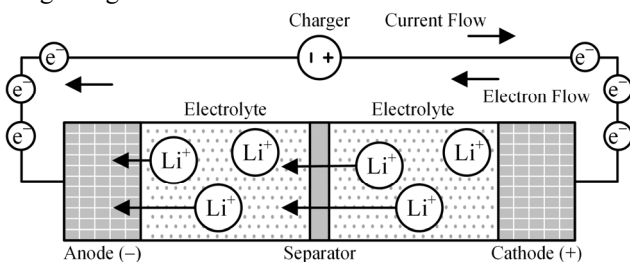 Charger
Current Flow
− +
e⁻
e⁻
e⁻
e⁻
e⁻
e⁻
Electron Flow
Electrolyte
Electrolyte
Li⁺
Li⁺
Li⁺
Li⁺
Li⁺
Li⁺
Anode (−)
Separator
Cathode (+)